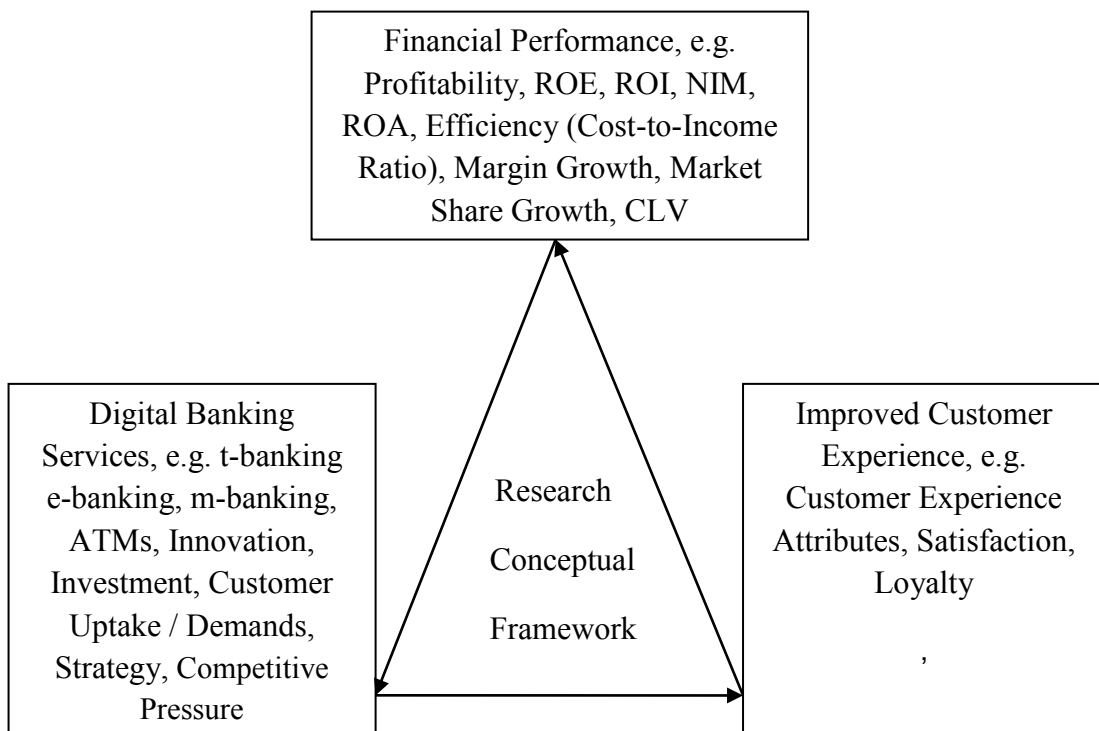 Financial Performance, e.g.
Profitability, ROE, ROI, NIM,
ROA, Efficiency (Cost-to-Income
Ratio), Margin Growth, Market
Share Growth, CLV
Digital Banking
Services, e.g. t-banking
e-banking, m-banking,
ATMs, Innovation,
Investment, Customer
Uptake / Demands,
Strategy, Competitive
Pressure
Research
Conceptual
Framework
Improved Customer
Experience, e.g.
Customer Experience
Attributes, Satisfaction,
Loyalty
,